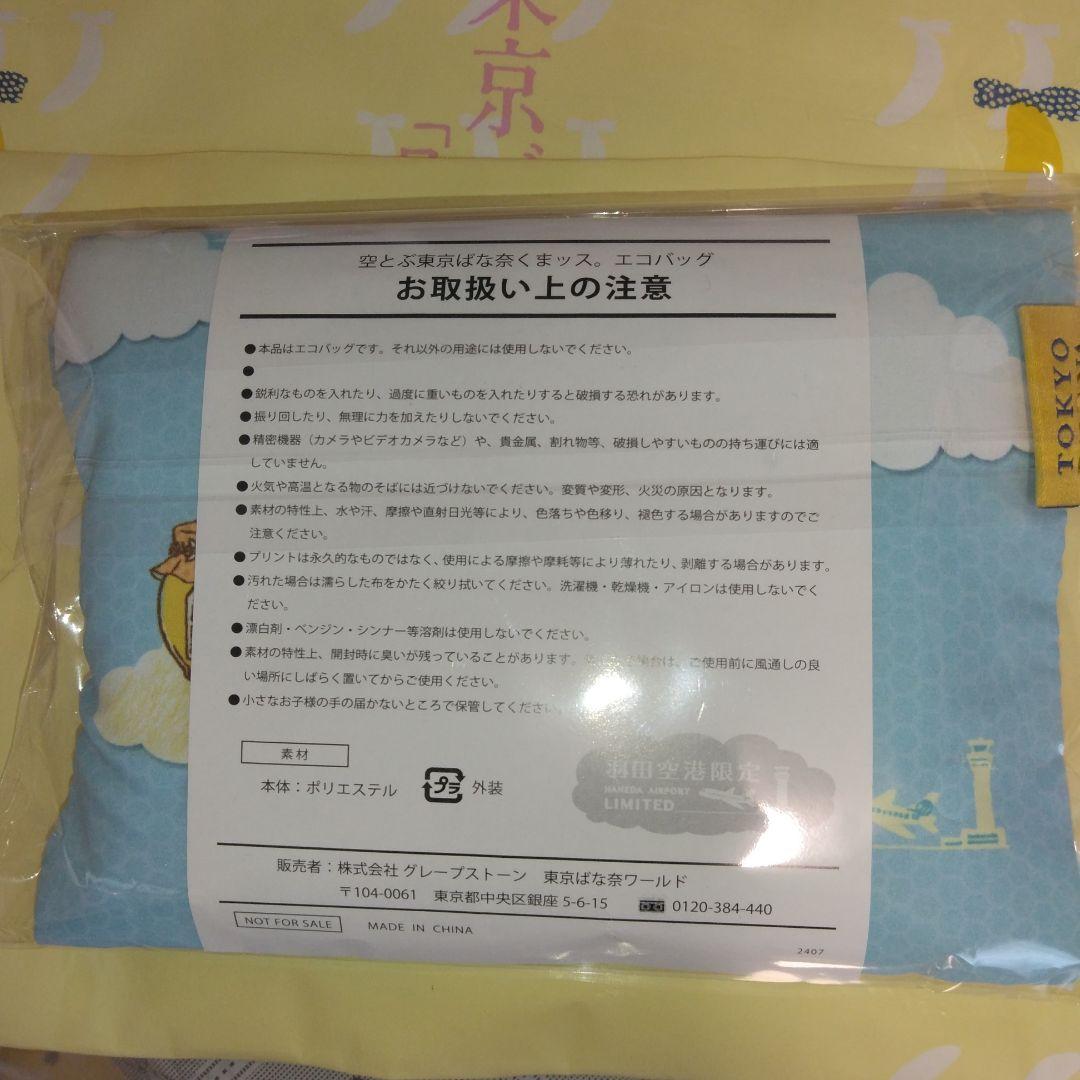 東京
空とぶ東京ばな奈くまッス。エコバッグ
お取扱い上の注意
●本品はエコバッグです。それ以外の用途には使用しないでください。
●
●鋭利なものを入れたり、過度に重いものを入れたりすると破損する恐れがあります。
●振り回したり、無理に力を加えたりしないでください。
●精密機器（カメラやビデオカメラなど）や、貴金属、割れ物等、破損しやすいものの持ち運びには適
していません。
●火気や高温となる物のそばには近づけないでください。変質や変形、火災の原因となります。
●素材の特性上、水や汗、摩擦や直射日光等により、色落ちや色移り、褪色する場合がありますのでご
注意ください。
●プリントは永久的なものではなく、使用による摩擦や摩耗等により薄れたり、剥離する場合があります。
●汚れた場合は濡らした布をかたく絞り拭いてください。洗濯機・乾燥機・アイロンは使用しないでく
ださい。
●漂白剤・ベンジン・シンナー等溶剤は使用しないでください。
●素材の特性上、開封時に臭いが残っていることがあります。場合は、ご使用前に風通しの良
い場所にしばらく置いてからご使用ください。
●小さなお子様の手の届かないところで保管してください。
素材
本体：ポリエステル
プラ 外装
羽田空港限定
HANEDA AIRPORT
LIMITED
販売者：株式会社 グレープストーン 東京ばな奈ワールド
〒104-0061 東京都中央区銀座 5-6-15 0120-384-440
NOT FOR SALE MADE IN CHINA
2407
TOKYO